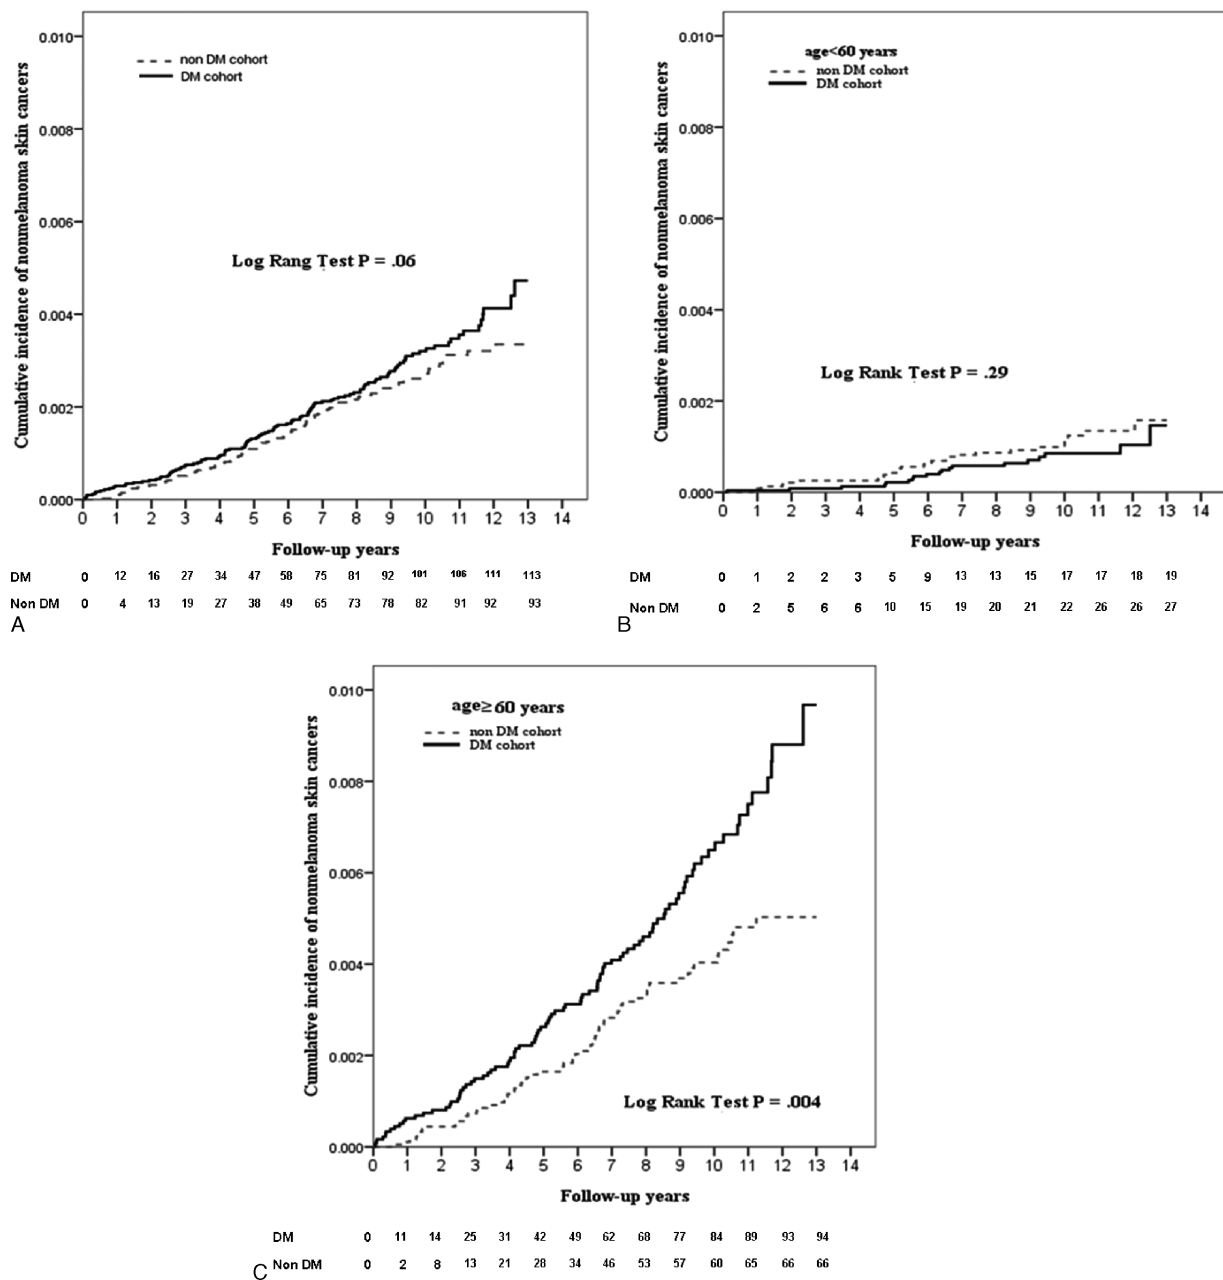 Cumulative incidence of nonmelanoma skin cancers
0.010
0.008
0.006
0.004
0.002
0.000
non DM cohort
DM cohort
Log Rang Test P = .06
0 1 2 3 4 5 6 7 8 9 10 11 12 13 14
Follow-up years
DM 0 12 16 27 34 47 58 75 81 92 101 106 111 113
Non DM 0 4 13 19 27 38 49 65 73 78 82 91 92 93
A
Cumulative incidence of nonmelanoma skin cancers
0.010
0.008
0.006
0.004
0.002
0.000
age<60 years
non DM cohort
DM cohort
Log Rank Test P = .29
0 1 2 3 4 5 6 7 8 9 10 11 12 13 14
Follow-up years
DM 0 1 2 2 3 5 9 13 13 15 17 17 18 19
Non DM 0 2 5 6 6 10 15 19 20 21 22 26 26 27
B
Cumulative incidence of nonmelanoma skin cancers
0.010
0.008
0.006
0.004
0.002
0.000
age≥60 years
non DM cohort
DM cohort
Log Rank Test P = .004
0 1 2 3 4 5 6 7 8 9 10 11 12 13 14
Follow-up years
DM 0 11 14 25 31 42 49 62 68 77 84 89 93 94
Non DM 0 2 8 13 21 28 34 46 53 57 60 65 66 66
C